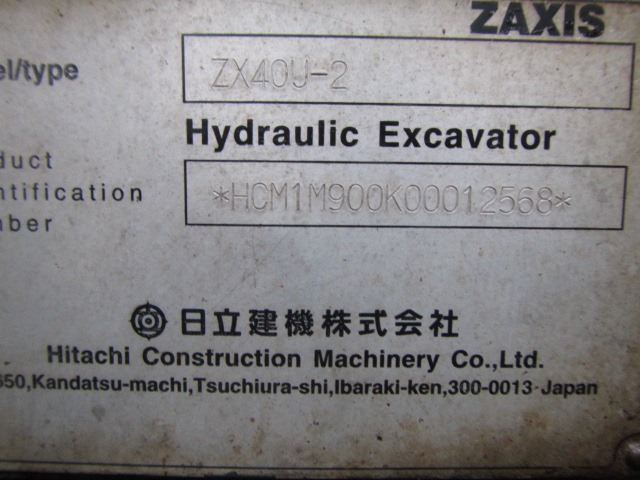 ZAXIS
el/type
ZX40U-2
Hydraulic Excavator
duct
ntification
mber
*HCM1M900K00012568*
日立建機株式会社
Hitachi Construction Machinery Co.,Ltd.
650,Kandatsu-machi,Tsuchiura-shi,Ibaraki-ken,300-0013 Japan